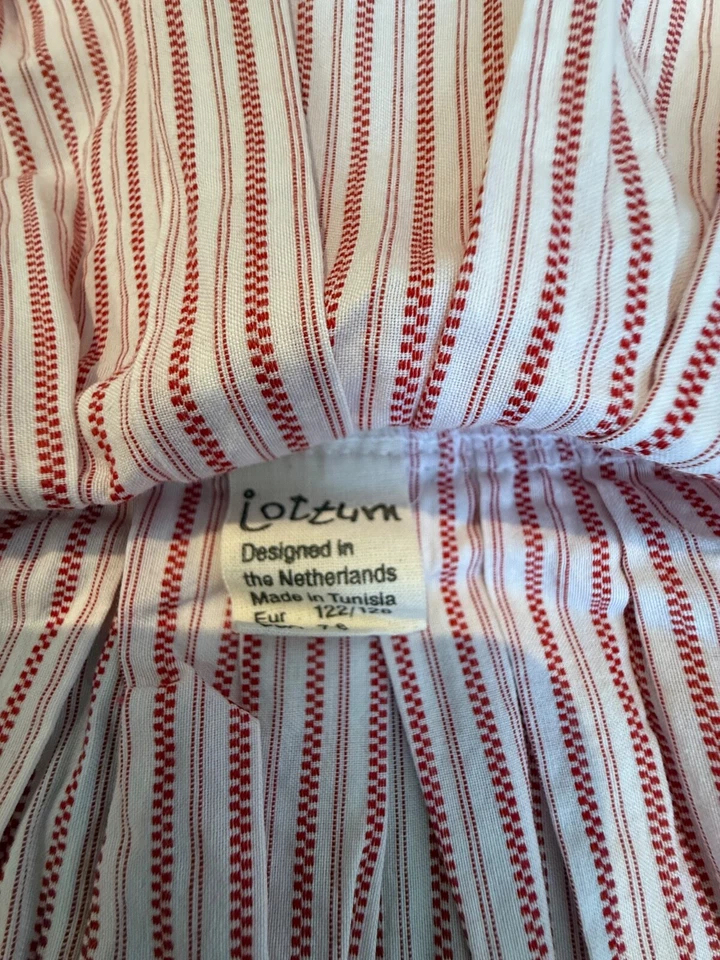 jottum
Designed in
the Netherlands
Made in Tunisia
Eur 122/128